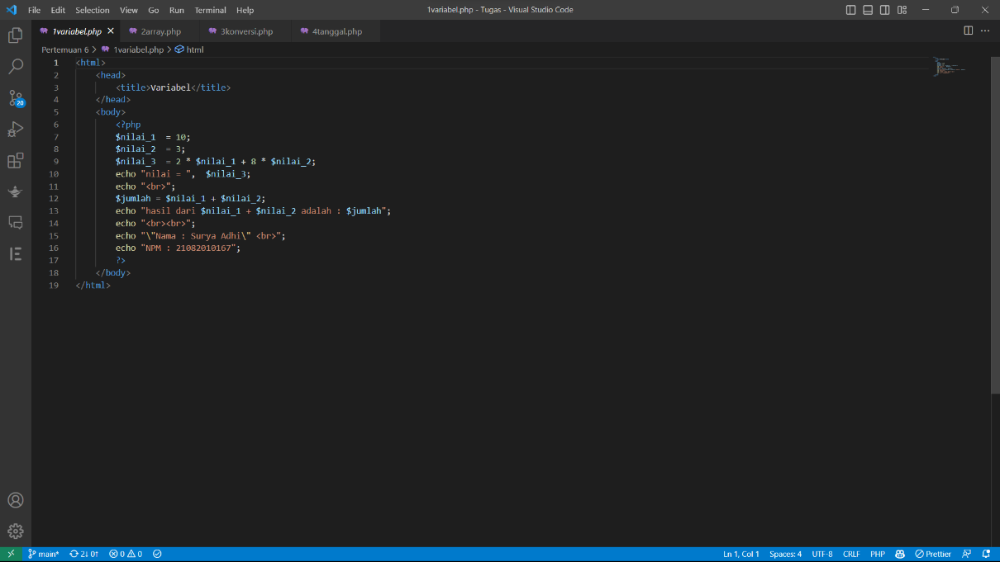 File Edit Selection View Go Run Terminal Help 1variabel.php - Tugas - Visual Studio Code
1variabel.php 2array.php 3konversi.php 4tanggal.php
Pertemuan 6 > 1variabel.php > html
1 <html>
2 <head>
3 <title>Variabel</title>
4 </head>
5 <body>
6 <?php
7 $nilai_1  = 10;
8 $nilai_2  = 3;
9 $nilai_3  = 2 * $nilai_1 + 8 * $nilai_2;
10 echo "nilai = ",  $nilai_3;
11 echo "<br>";
12 $jumlah = $nilai_1 + $nilai_2;
13 echo "hasil dari $nilai_1 + $nilai_2 adalah : $jumlah";
14 echo "<br><br>";
15 echo "\"Nama : Surya Adhi\" <br>";
16 echo "NPM : 21082010167";
17 ?>
18 </body>
19 </html>
20
main* 2↓ 0↑ 0 0 Ln 1, Col 1 Spaces: 4 UTF-8 CRLF PHP Prettier